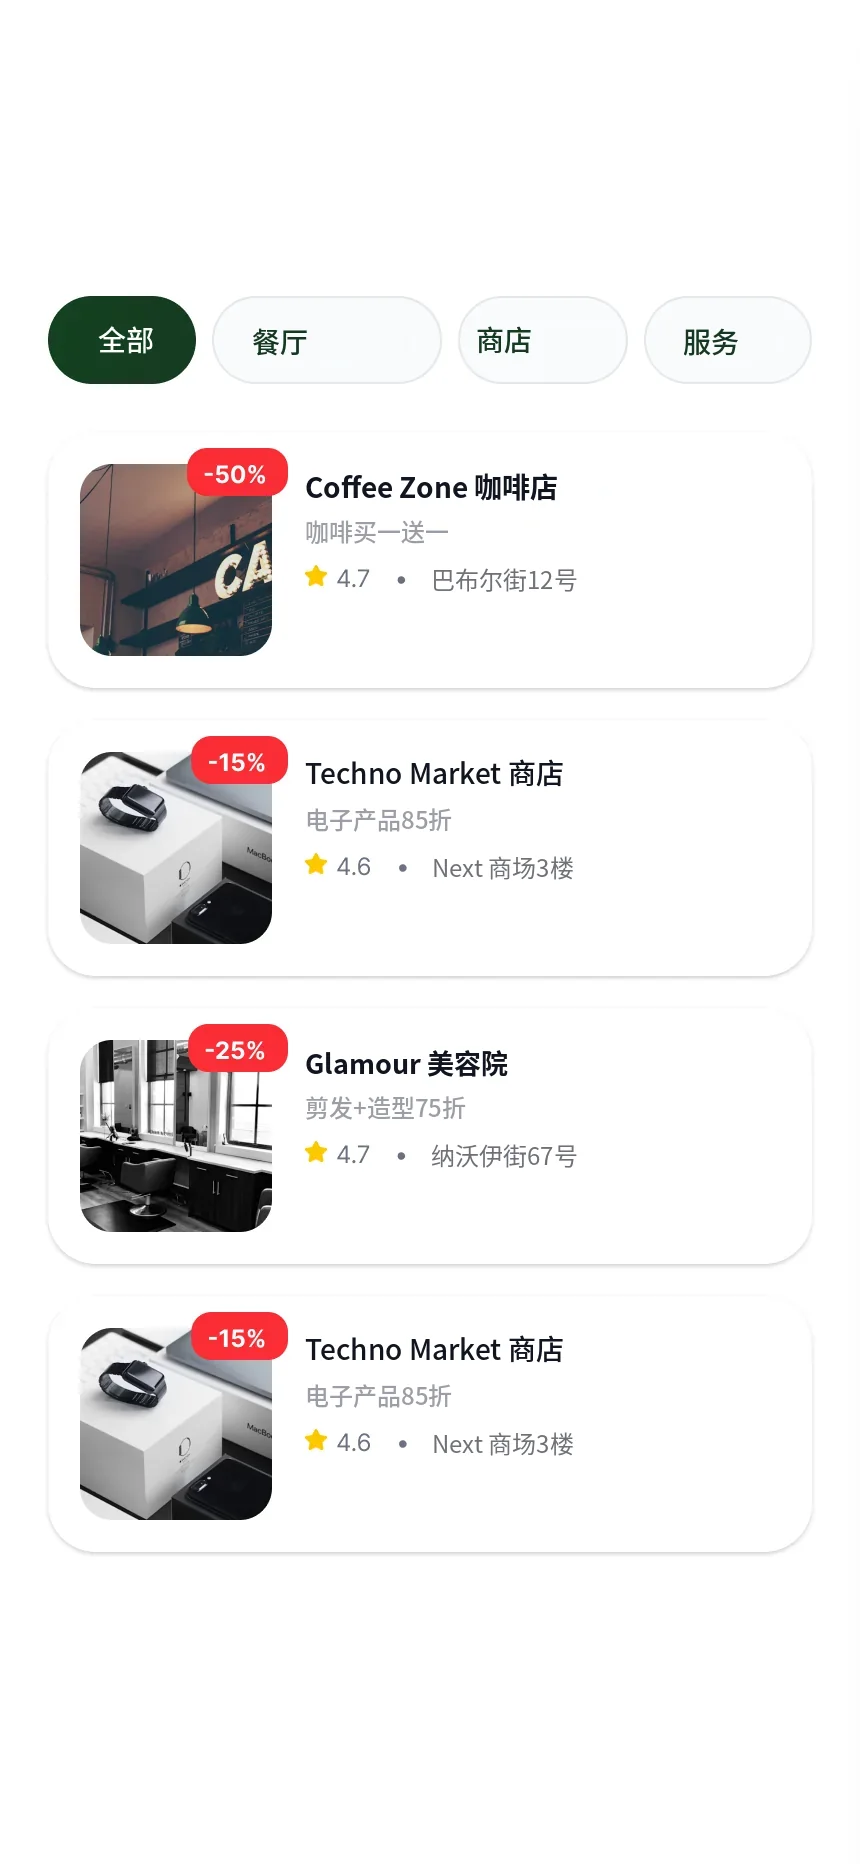 全部
餐厅
商店
服务
-50%
CA
Coffee Zone 咖啡店
咖啡买一送一
4.7 • 巴布尔街12号
-15%
MacBo
Techno Market 商店
电子产品85折
4.6 • Next 商场3楼
-25%
Glamour 美容院
剪发+造型75折
4.7 • 纳沃伊街67号
-15%
MacBo
Techno Market 商店
电子产品85折
4.6 • Next 商场3楼